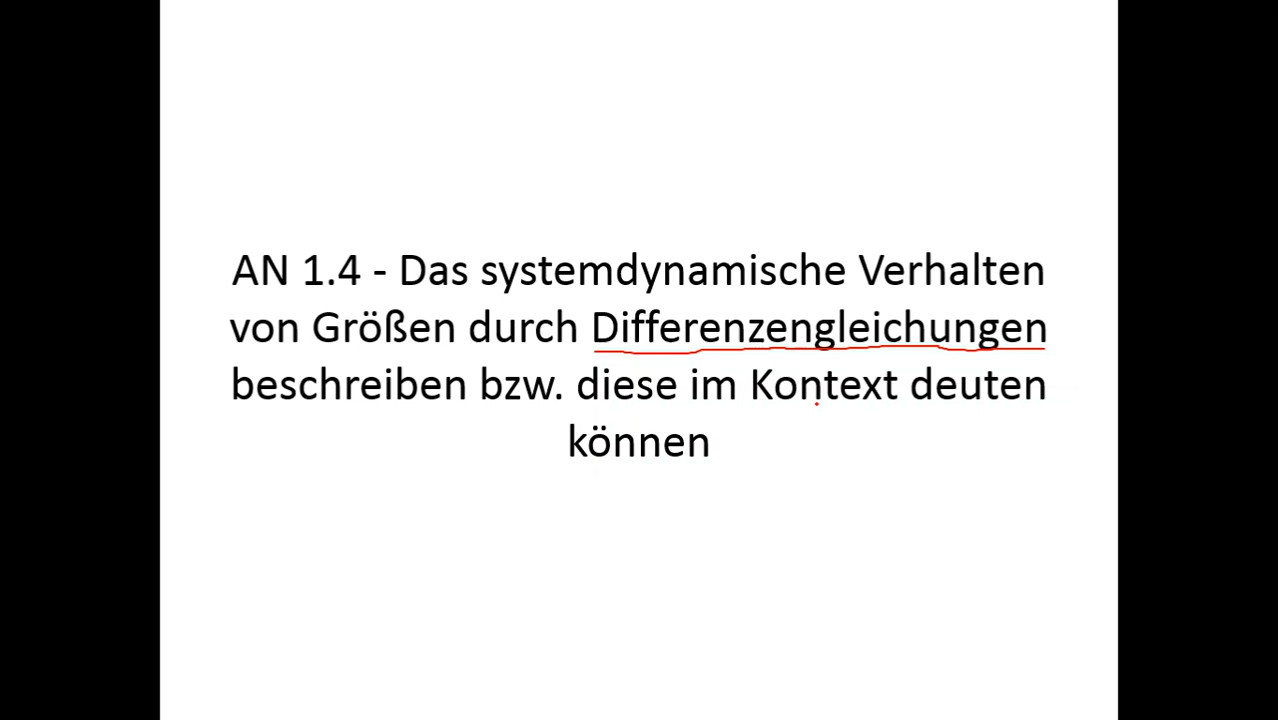 AN 1.4 - Das systemdynamische Verhalten
von Größen durch Differenzengleichungen
beschreiben bzw. diese im Kontext deuten
können